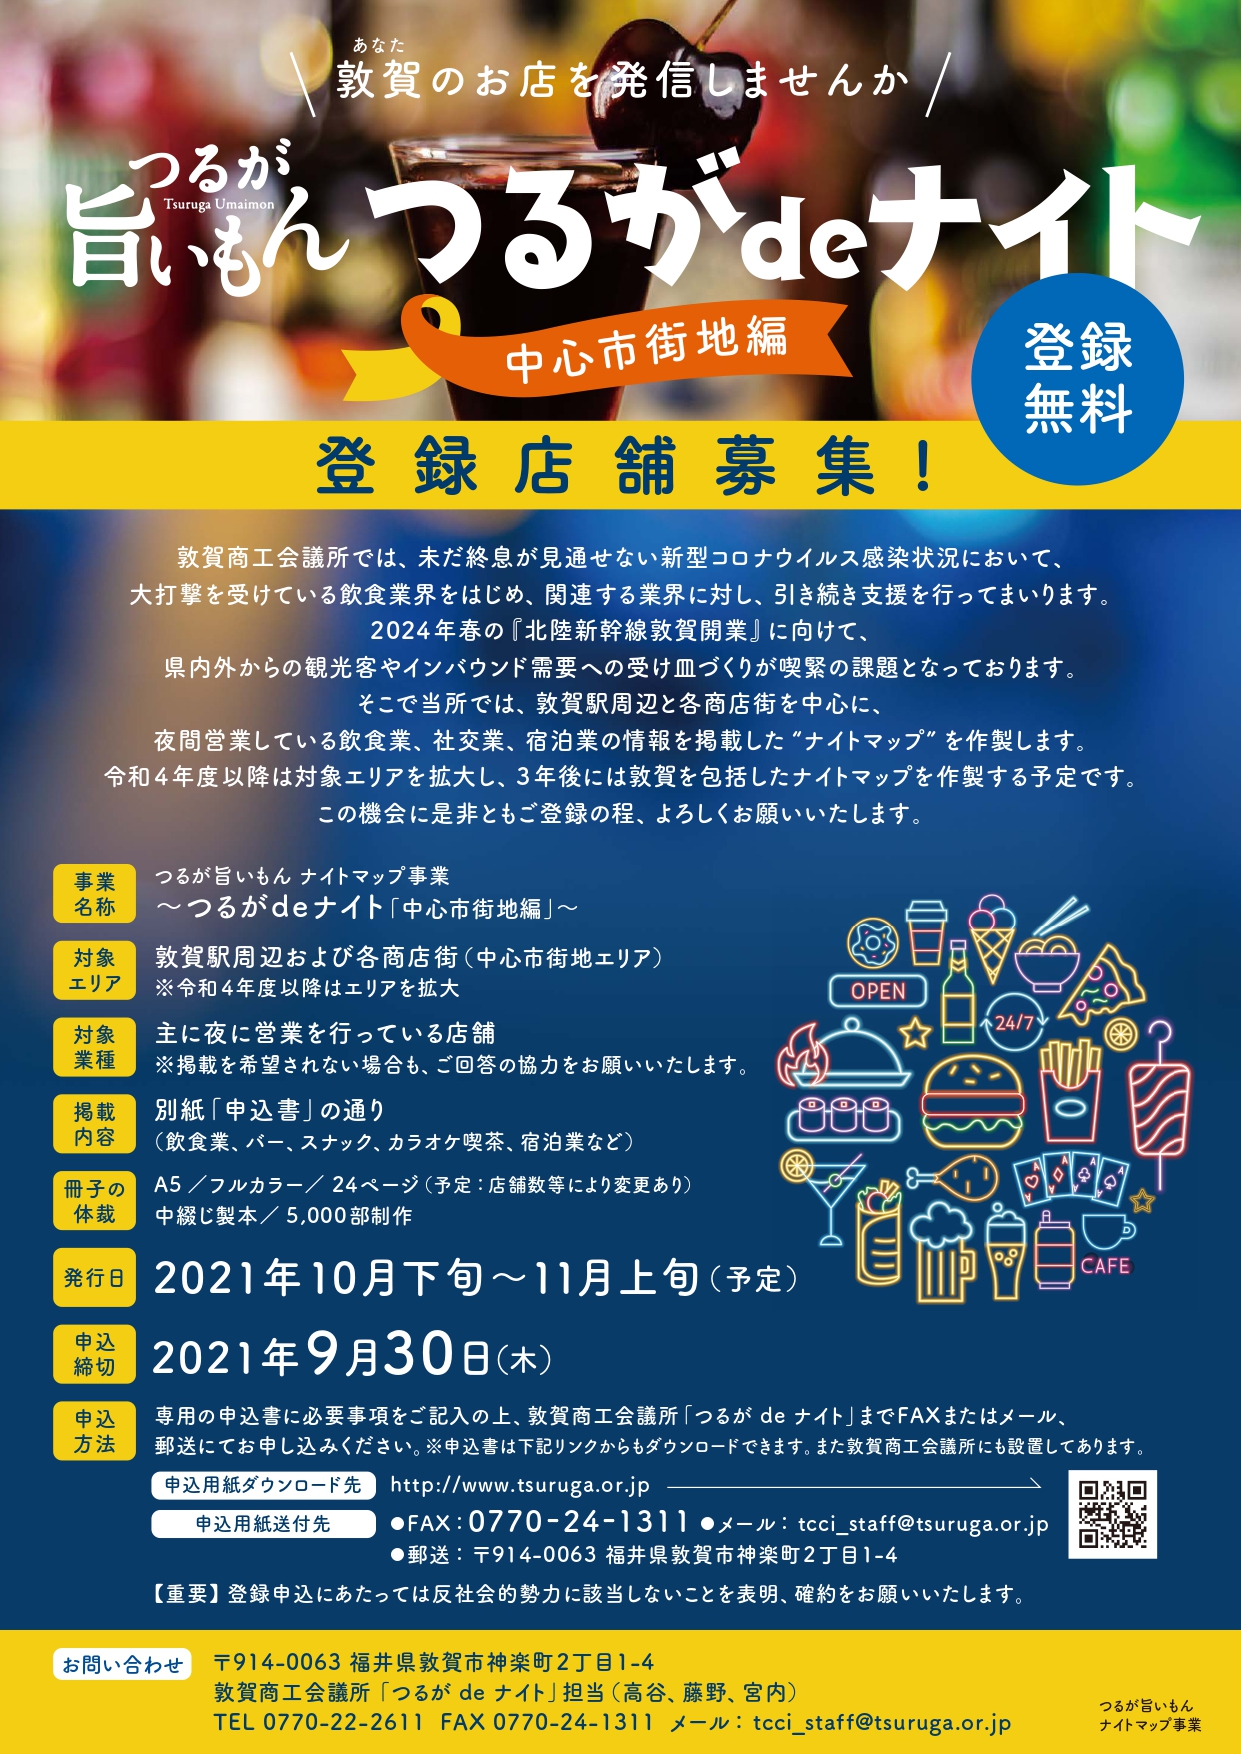 あなた
敦賀のお店を発信しませんか
つるが
Tsuruga Umaimon
旨いもん
つるがdeナイト
中心市街地編
登録
無料
登録店舗募集!
敦賀商工会議所では、未だ終息が見通せない新型コロナウイルス感染状況において、
大打撃を受けている飲食業界をはじめ、関連する業界に対し、引き続き支援を行ってまいります。
2024年春の『北陸新幹線敦賀開業』に向けて、
県内外からの観光客やインバウンド需要への受け皿づくりが喫緊の課題となっております。
そこで当所では、敦賀駅周辺と各商店街を中心に、
夜間営業している飲食業、社交業、宿泊業の情報を掲載した“ナイトマップ”を作製します。
令和4年度以降は対象エリアを拡大し、3年後には敦賀を包括したナイトマップを作製する予定です。
この機会に是非ともご登録の程、よろしくお願いいたします。
事業
名称
つるが旨いもん ナイトマップ事業
～つるがdeナイト「中心市街地編」～
対象
エリア
敦賀駅周辺および各商店街(中心市街地エリア)
※令和4年度以降はエリアを拡大
対象
業種
主に夜に営業を行っている店舗
※掲載を希望されない場合も、ご回答の協力をお願いいたします。
掲載
内容
別紙「申込書」の通り
(飲食業、バー、スナック、カラオケ喫茶、宿泊業など)
冊子の
体裁
A5／フルカラー／24ページ(予定:店舗数等により変更あり)
中綴じ製本／5,000部制作
発行日
2021年10月下旬～11月上旬(予定)
申込
締切
2021年9月30日(木)
申込
方法
専用の申込書に必要事項をご記入の上、敦賀商工会議所「つるが de ナイト」までFAXまたはメール、
郵送にてお申し込みください。※申込書は下記リンクからもダウンロードできます。また敦賀商工会議所にも設置してあります。
申込用紙ダウンロード先
http://www.tsuruga.or.jp
申込用紙送付先
●FAX:0770-24-1311 ●メール:tcci_staff@tsuruga.or.jp
●郵送:〒914-0063 福井県敦賀市神楽町2丁目1-4
【重要】登録申込にあたっては反社会的勢力に該当しないことを表明、確約をお願いいたします。
OPEN
24/7
A
A
A
A
CAFE
お問い合わせ
〒914-0063 福井県敦賀市神楽町2丁目1-4
敦賀商工会議所「つるが de ナイト」担当(高谷、藤野、宮内)
TEL 0770-22-2611 FAX 0770-24-1311 メール:tcci_staff@tsuruga.or.jp
つるが旨いもん
ナイトマップ事業